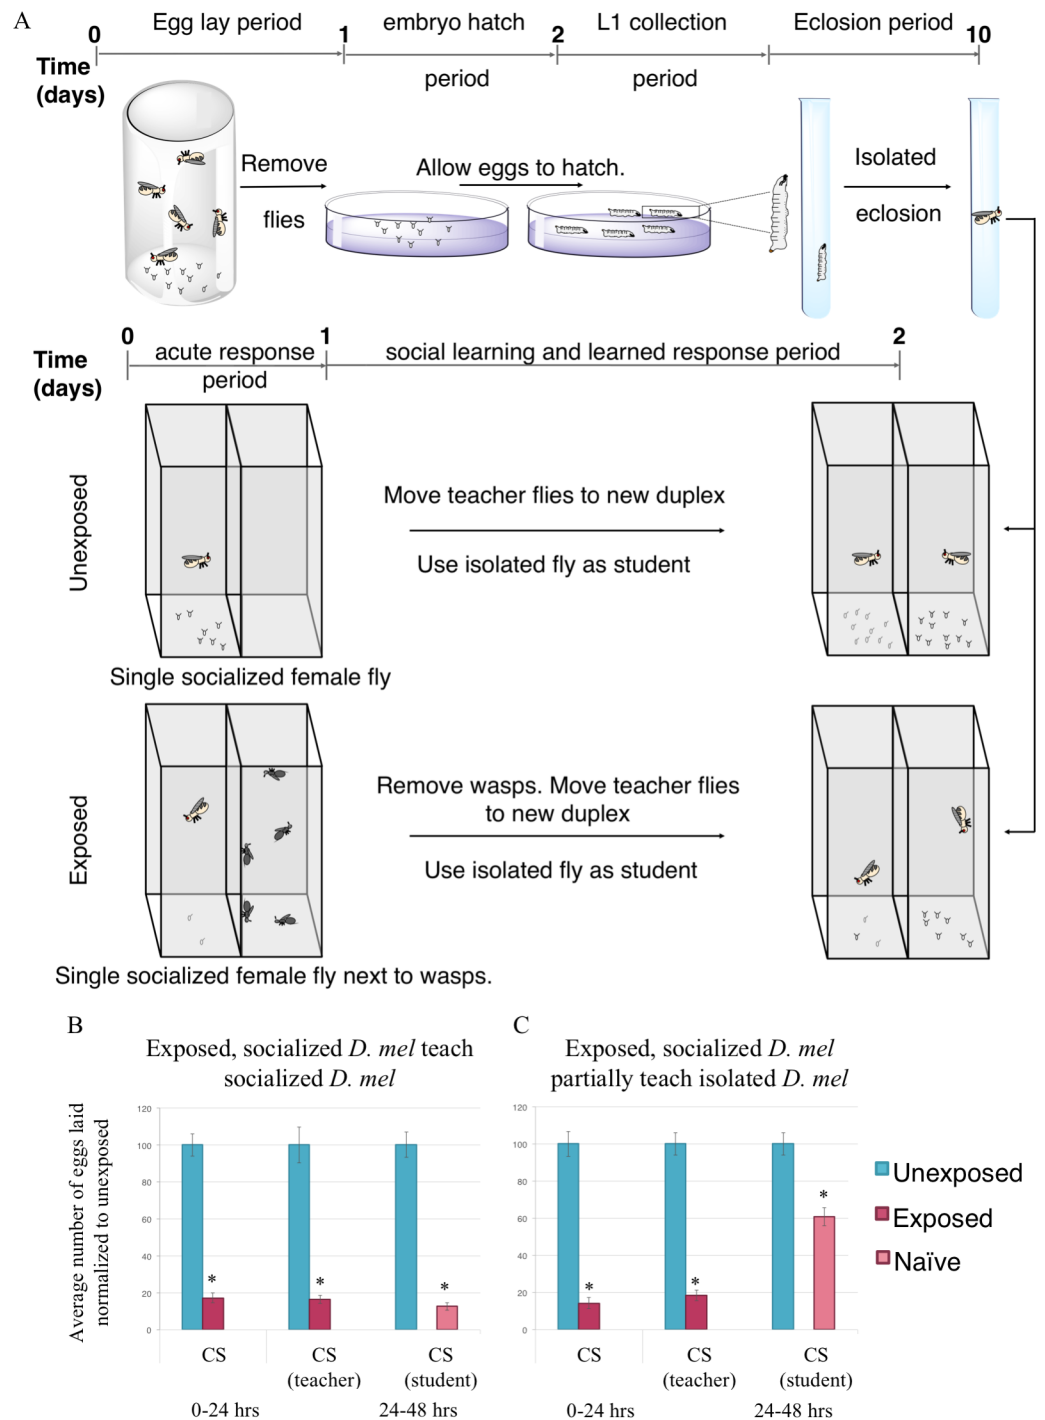 A
Egg lay period
embryo hatch
period
L1 collection
period
Eclosion period
0
1
2
10
Time
(days)
Remove
flies
Allow eggs to hatch.
Isolated
eclosion
0
1
2
Time
(days)
acute response
period
social learning and learned response period
Unexposed
Move teacher flies to new duplex
Use isolated fly as student
Single socialized female fly
Exposed
Remove wasps. Move teacher flies
to new duplex
Use isolated fly as student
Single socialized female fly next to wasps.
B
Exposed, socialized D. mel teach
socialized D. mel
Average number of eggs laid
normalized to unexposed
120
100
80
60
40
20
0
*
*
*
CS
CS
(teacher)
CS
(student)
0-24 hrs
24-48 hrs
C
Exposed, socialized D. mel
partially teach isolated D. mel
120
100
80
60
40
20
0
*
*
*
CS
CS
(teacher)
CS
(student)
0-24 hrs
24-48 hrs
Unexposed
Exposed
Naïve